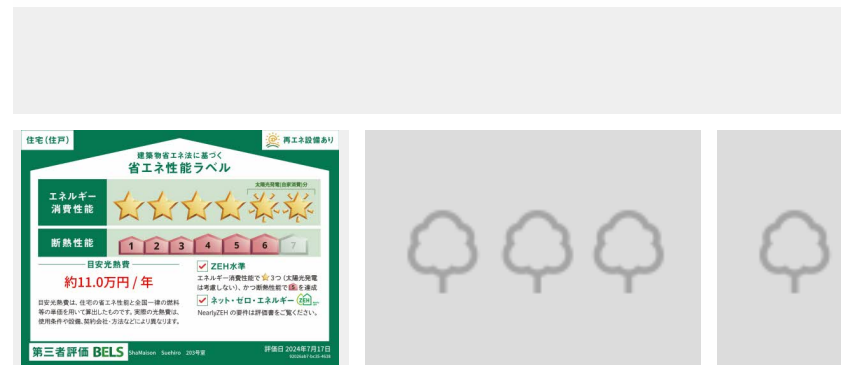 住宅(住戸)
再エネ設備あり
建築物省エネ法に基づく
省エネ性能ラベル
太陽光発電(自家消費)分
エネルギー
消費性能
断熱性能
1 2 3 4 5 6 7
目安光熱費
約11.0万円 / 年
目安光熱費は、住宅の省エネ性能と全国一律の燃料
等の単価を用いて算出したものです。実際の光熱費は、
使用条件や設備、契約会社・方法などにより異なります。
ZEH水準
エネルギー消費性能で 3つ (太陽光発電
は考慮しない)、かつ断熱性能で 5 を達成
ネット・ゼロ・エネルギー ZEH
NearlyZEH の要件は評価書をご覧ください。
第三者評価 BELS
ShaMaison Suehiro 203号室
評価日 2024年7月17日